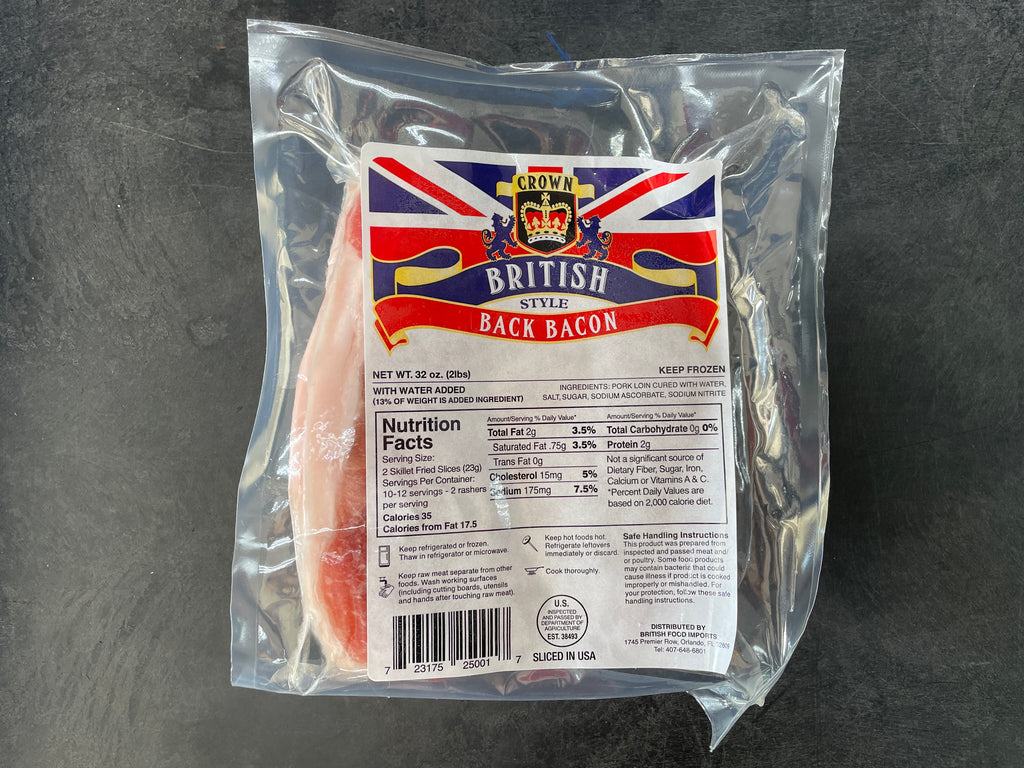 CROWN
BRITISH
STYLE
BACK BACON
NET WT. 32 oz. (2lbs)
KEEP FROZEN
WITH WATER ADDED
(13% OF WEIGHT IS ADDED INGREDIENT)
INGREDIENTS: PORK LOIN CURED WITH WATER,
SALT, SUGAR, SODIUM ASCORBATE, SODIUM NITRITE
Nutrition
Facts
Serving Size:
2 Skillet Fried Slices (23g)
Servings Per Container:
10-12 servings - 2 rashers
per serving
Calories 35
Calories from Fat 17.5
Amount/Serving % Daily Value*
Total Fat 2g 3.5%
Saturated Fat .75g 3.5%
Trans Fat 0g
Cholesterol 15mg 5%
Sodium 175mg 7.5%
Amount/Serving % Daily Value*
Total Carbohydrate 0g 0%
Protein 2g
Not a significant source of
Dietary Fiber, Sugar, Iron,
Calcium or Vitamins A & C.
*Percent Daily Values are
based on 2,000 calorie diet.
Keep refrigerated or frozen.
Thaw in refrigerator or microwave.
Keep raw meat separate from other
foods. Wash working surfaces
(including cutting boards, utensils
and hands after touching raw meat).
Keep hot foods hot.
Refrigerate leftovers
immediately or discard.
Cook thoroughly.
Safe Handling Instructions
This product was prepared from
inspected and passed meat and/
or poultry. Some food products
may contain bacteria that could
cause illness if product is cooked
improperly or mishandled. For
your protection, follow these safe
handling instructions.
U.S.
INSPECTED
AND PASSED BY
DEPARTMENT OF
AGRICULTURE
EST. 38493
SLICED IN USA
DISTRIBUTED BY
BRITISH FOOD IMPORTS
1745 Premier Row, Orlando, FL 32809
Tel: 407-648-6801
7 23175 25001 7